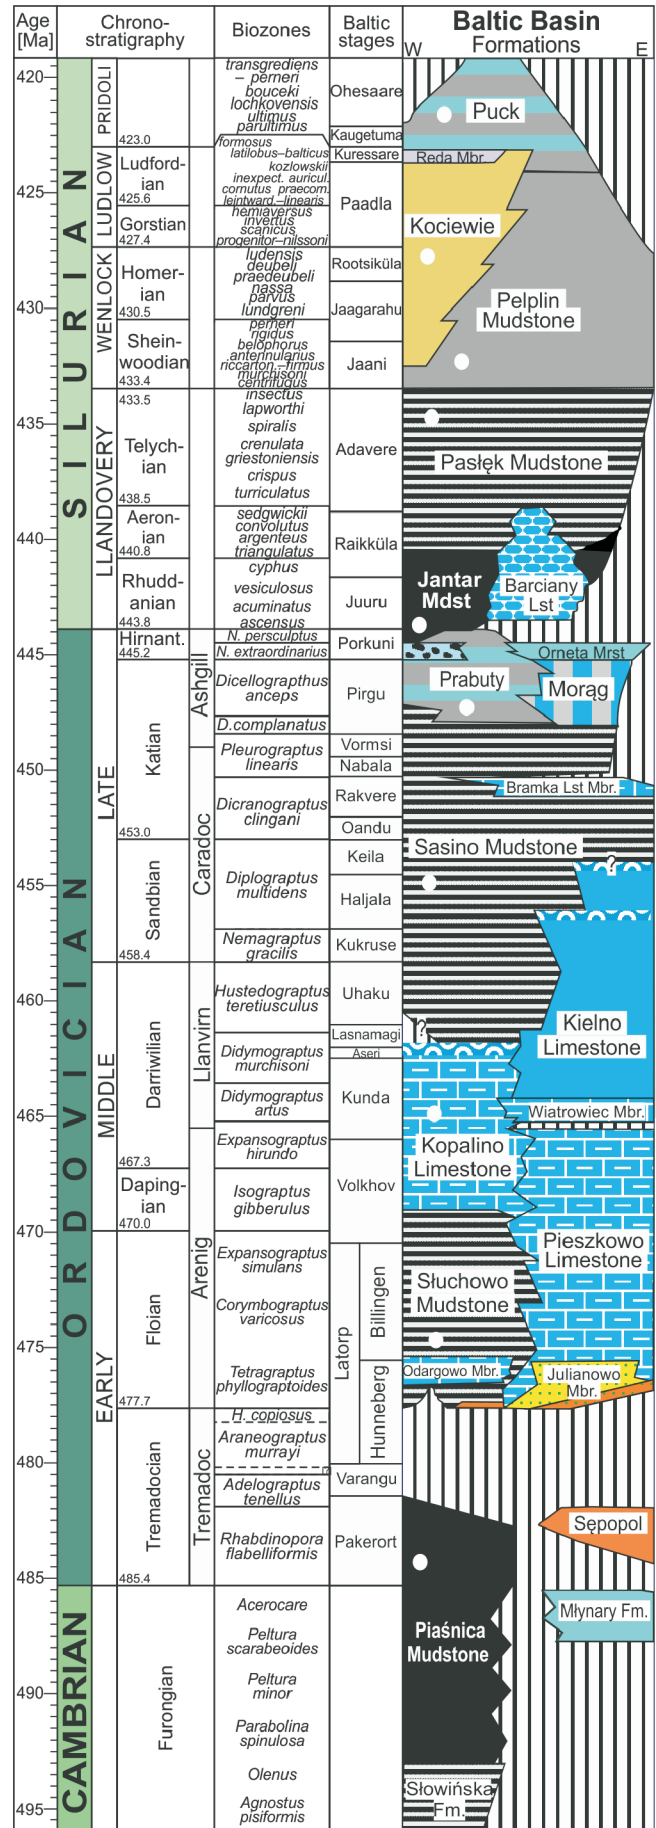 Age
[Ma]
Chrono-
stratigraphy
Biozones
Baltic
stages
Baltic Basin
Formations
W
E
420
425
430
435
440
445
450
455
460
465
470
475
480
485
490
495
SILURIAN
ORDOVICIAN
CAMBRIAN
PRIDOLI
LUDLOW
WENLOCK
LLANDOVERY
LATE
MIDDLE
EARLY
423.0
Ludford-
ian
425.6
Gorstian
427.4
Homer-
ian
430.5
Shein-
woodian
433.4
433.5
Telych-
ian
438.5
Aeron-
ian
440.8
Rhudd-
anian
443.8
Hirnant.
445.2
Katian
453.0
Sandbian
458.4
Darriwilian
467.3
Daping-
ian
470.0
Floian
477.7
Tremadocian
485.4
Furongian
Ashgill
Caradoc
Llanvirn
Arenig
Tremadoc
transgrediens
– perneri
bouceki
lochkovensis
ultimus
parultimus
formosus
latilobus–balticus
kozlowskii
inexpect. auricul.
cornutus praecom.
leintward.–linearis
hemiaversus
invertus
scanicus
progenitor–nilssoni
ludensis
deubeli
praedeubeli
nassa
parvus
lundgreni
perneri
rigidus
belophorus
antennularius
riccarton.–firmus
murchisoni
centrifugus
insectus
lapworthi
spiralis
crenulata
griestoniensis
crispus
turriculatus
sedgwickii
convolutus
argenteus
triangulatus
cyphus
vesiculosus
acuminatus
ascensus
N. persculptus
N. extraordinarius
Dicellograpthus
anceps
D.complanatus
Pleurograptus
linearis
Dicranograptus
clingani
Diplograptus
multidens
Nemagraptus
gracilis
Hustedograptus
teretiusculus
Didymograptus
murchisoni
Didymograptus
artus
Expansograptus
hirundo
Isograptus
gibberulus
Expansograptus
simulans
Corymbograptus
varicosus
Tetragraptus
phyllograptoides
H. copiosus
Araneograptus
murrayi
Adelograptus
tenellus
Rhabdinopora
flabelliformis
Acerocare
Peltura
scarabeoides
Peltura
minor
Parabolina
spinulosa
Olenus
Agnostus
pisiformis
Ohesaare
Kaugetuma
Kuressare
Paadla
Rootsiküla
Jaagarahu
Jaani
Adavere
Raikküla
Juuru
Porkuni
Pirgu
Vormsi
Nabala
Rakvere
Oandu
Keila
Haljala
Kukruse
Uhaku
Lasnamagi
Aseri
Kunda
Volkhov
Latorp
Billingen
Hunneberg
Varangu
Pakerort
Puck
Reda Mbr.
Kociewie
Pelplin
Mudstone
Pasłęk Mudstone
Jantar
Mdst
Barciany
Lst
Orneta Mrst
Prabuty
Morąg
Bramka Lst Mbr.
Sasino Mudstone
?
?
Kielno
Limestone
Wiatrowiec Mbr.
Kopalino
Limestone
Pieszkowo
Limestone
Słuchowo
Mudstone
Odargowo Mbr.
Julianowo
Mbr.
Sępopol
Młynary Fm.
Piaśnica
Mudstone
Słowińska
Fm.